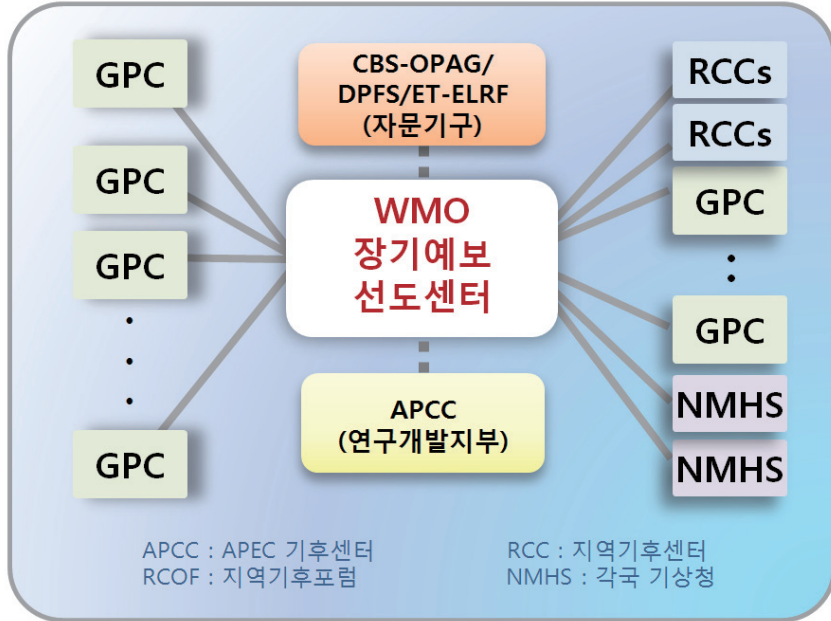 GPC
GPC
GPC
GPC
CBS-OPAG/
DPFS/ET-ELRF
(자문기구)
WMO
장기예보
선도센터
APCC
(연구개발지부)
RCCs
RCCs
GPC
GPC
NMHS
NMHS
APCC : APEC 기후센터
RCC : 지역기후센터
RCOF : 지역기후포럼
NMHS : 각국 기상청